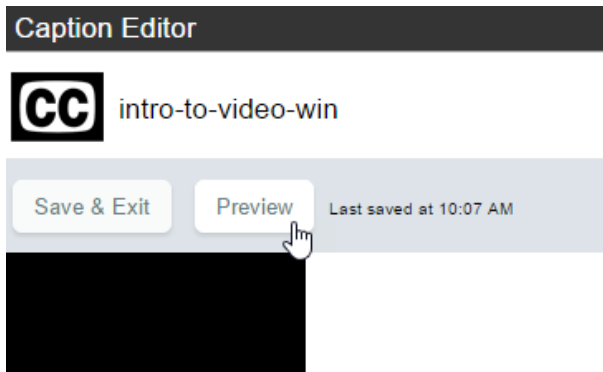 Caption Editor
CC intro-to-video-win
Save & Exit Preview Last saved at 10:07 AM